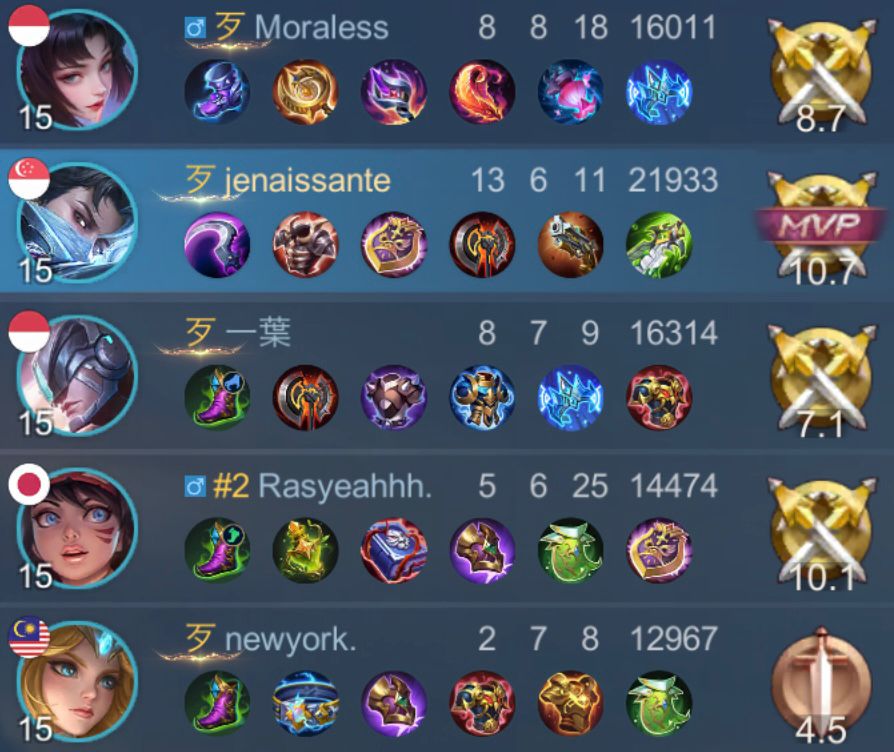 15 歹 Moraless 8 8 18 16011 8.7
15 歹 jenaissante 13 6 11 21933 MVP 10.7
15 歹 一葉 8 7 9 16314 7.1
15 #2 Rasyeahhh. 5 6 25 14474 10.1
15 歹 newyork. 2 7 8 12967 4.5